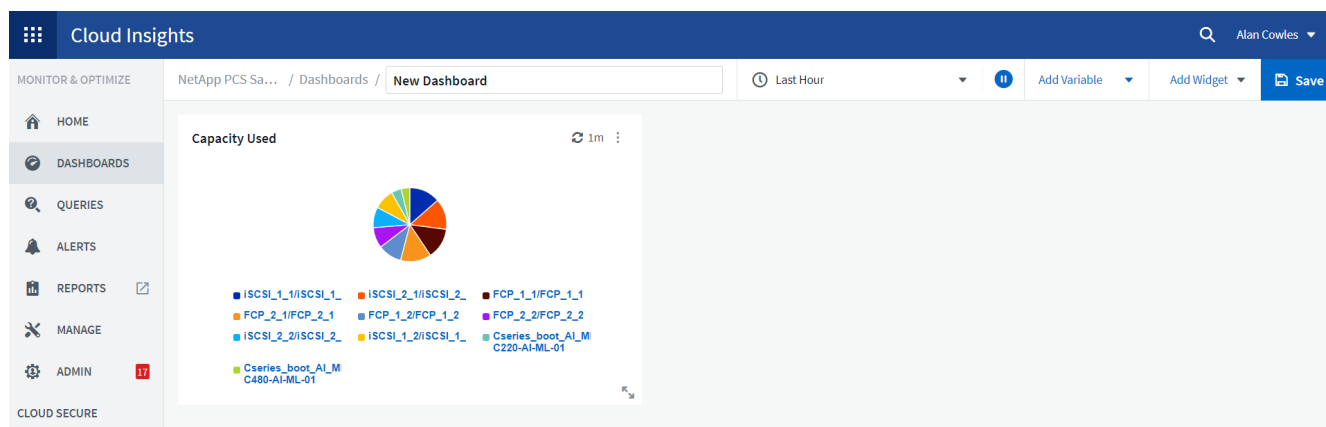 Cloud Insights
Alan Cowles
MONITOR & OPTIMIZE
NetApp PCS Sa... / Dashboards / New Dashboard
Last Hour
Add Variable
Add Widget
Save
HOME
DASHBOARDS
QUERIES
ALERTS
REPORTS
MANAGE
ADMIN 17
CLOUD SECURE
Capacity Used
1m
iSCSI_1_1/iSCSI_1_ iSCSI_2_1/iSCSI_2_ FCP_1_1/FCP_1_1
FCP_2_1/FCP_2_1 FCP_1_2/FCP_1_2 FCP_2_2/FCP_2_2
iSCSI_2_2/iSCSI_2_ iSCSI_1_2/iSCSI_1_ Cseries_boot_AI_M
C220-AI-ML-01
Cseries_boot_AI_M
C480-AI-ML-01